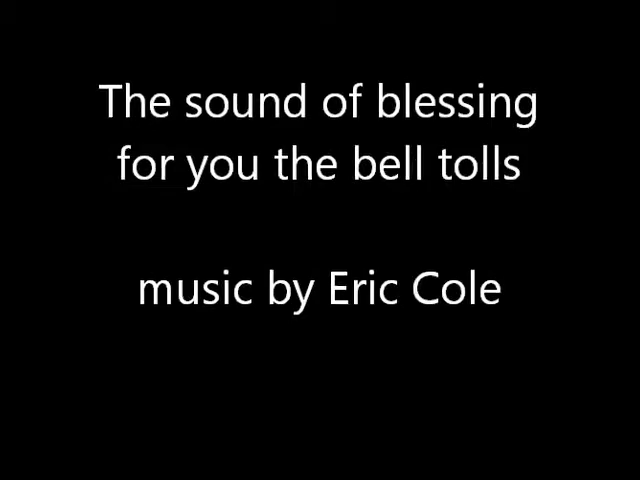 The sound of blessing
for you the bell tolls
music by Eric Cole